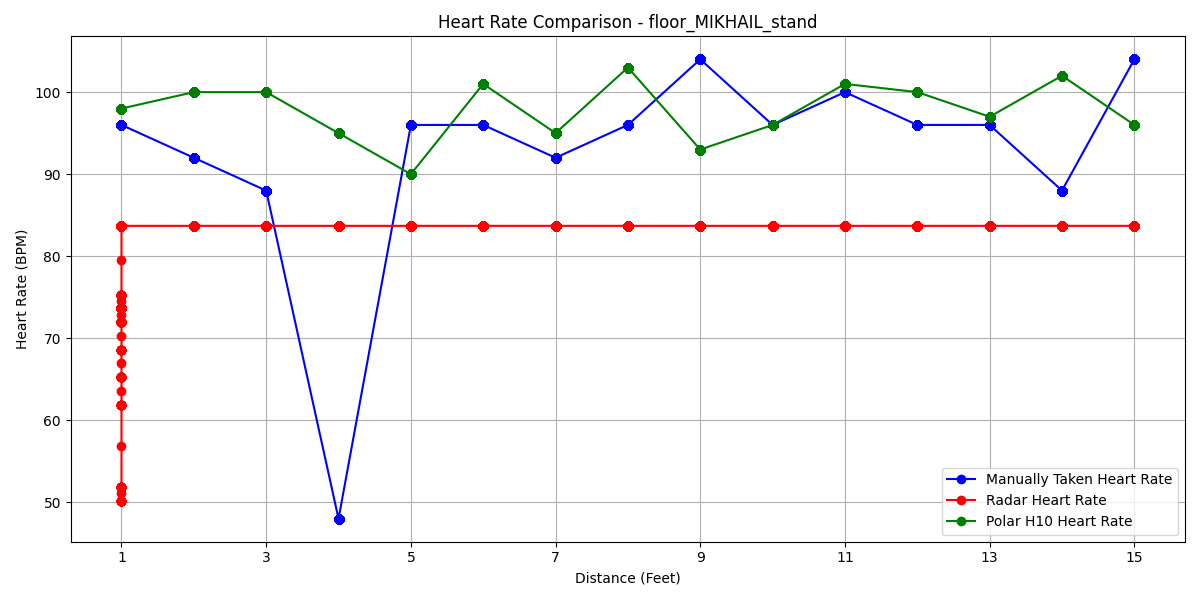 Heart Rate Comparison - floor_MIKHAIL_stand
Heart Rate (BPM)
100
90
80
70
60
50
1
3
5
7
9
11
13
15
Distance (Feet)
Manually Taken Heart Rate
Radar Heart Rate
Polar H10 Heart Rate